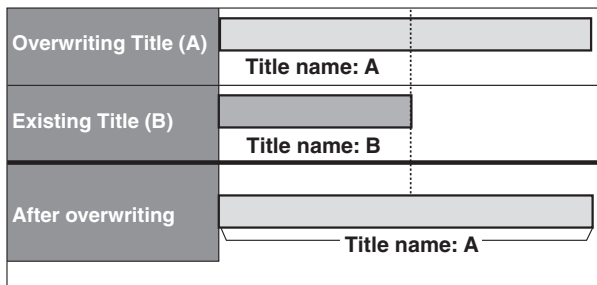 Overwriting Title (A)
Title name: A
Existing Title (B)
Title name: B
After overwriting
Title name: A